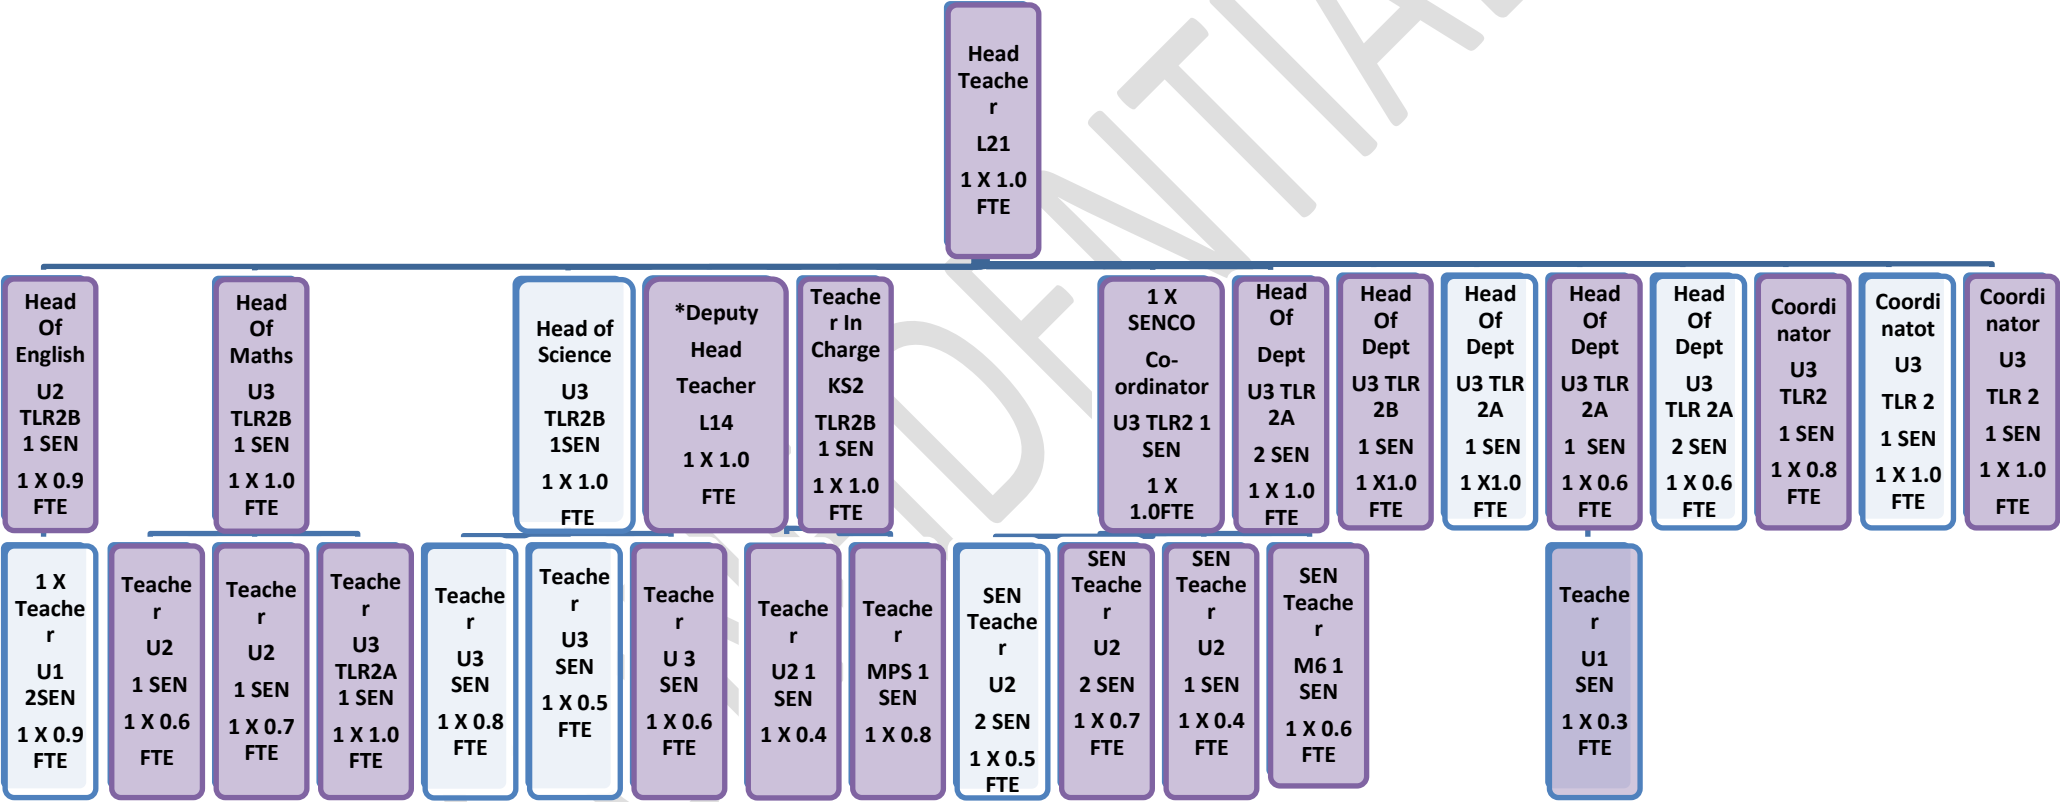 Head
Teache
r
L21
1 X 1.0
FTE
Head
Of
English
U2
TLR2B
1 SEN
1 X 0.9
FTE
Head
Of
Maths
U3
TLR2B
1 SEN
1 X 1.0
FTE
Head of
Science
U3
TLR2B
1SEN
1 X 1.0
FTE
*Deputy
Head
Teacher
L14
1 X 1.0
FTE
Teache
r In
Charge
KS2
TLR2B
1 SEN
1 X 1.0
FTE
1 X
SENCO
Co-
ordinator
U3 TLR2 1
SEN
1 X
1.0FTE
Head
Of
Dept
U3 TLR
2A
2 SEN
1 X 1.0
FTE
Head
Of
Dept
U3 TLR
2B
1 SEN
1 X1.0
FTE
Head
Of
Dept
U3 TLR
2A
1 SEN
1 X1.0
FTE
Head
Of
Dept
U3 TLR
2A
1 SEN
1 X 0.6
FTE
Head
Of
Dept
U3
TLR 2A
2 SEN
1 X 0.6
FTE
Coordi
nator
U3
TLR2
1 SEN
1 X 0.8
FTE
Coordi
natot
U3
TLR 2
1 SEN
1 X 1.0
FTE
Coordi
nator
U3
TLR 2
1 SEN
1 X 1.0
FTE
1 X
Teache
r
U1
2SEN
1 X 0.9
FTE
Teache
r
U2
1 SEN
1 X 0.6
FTE
Teache
r
U2
1 SEN
1 X 0.7
FTE
Teache
r
U3
TLR2A
1 SEN
1 X 1.0
FTE
Teache
r
U3
SEN
1 X 0.8
FTE
Teache
r
U3
SEN
1 X 0.5
FTE
Teache
r
U 3
SEN
1 X 0.6
FTE
Teache
r
U2 1
SEN
1 X 0.4
Teache
r
MPS 1
SEN
1 X 0.8
SEN
Teache
r
U2
2 SEN
1 X 0.5
FTE
SEN
Teache
r
U2
2 SEN
1 X 0.7
FTE
SEN
Teache
r
U2
1 SEN
1 X 0.4
FTE
SEN
Teache
r
M6 1
SEN
1 X 0.6
FTE
Teache
r
U1
SEN
1 X 0.3
FTE